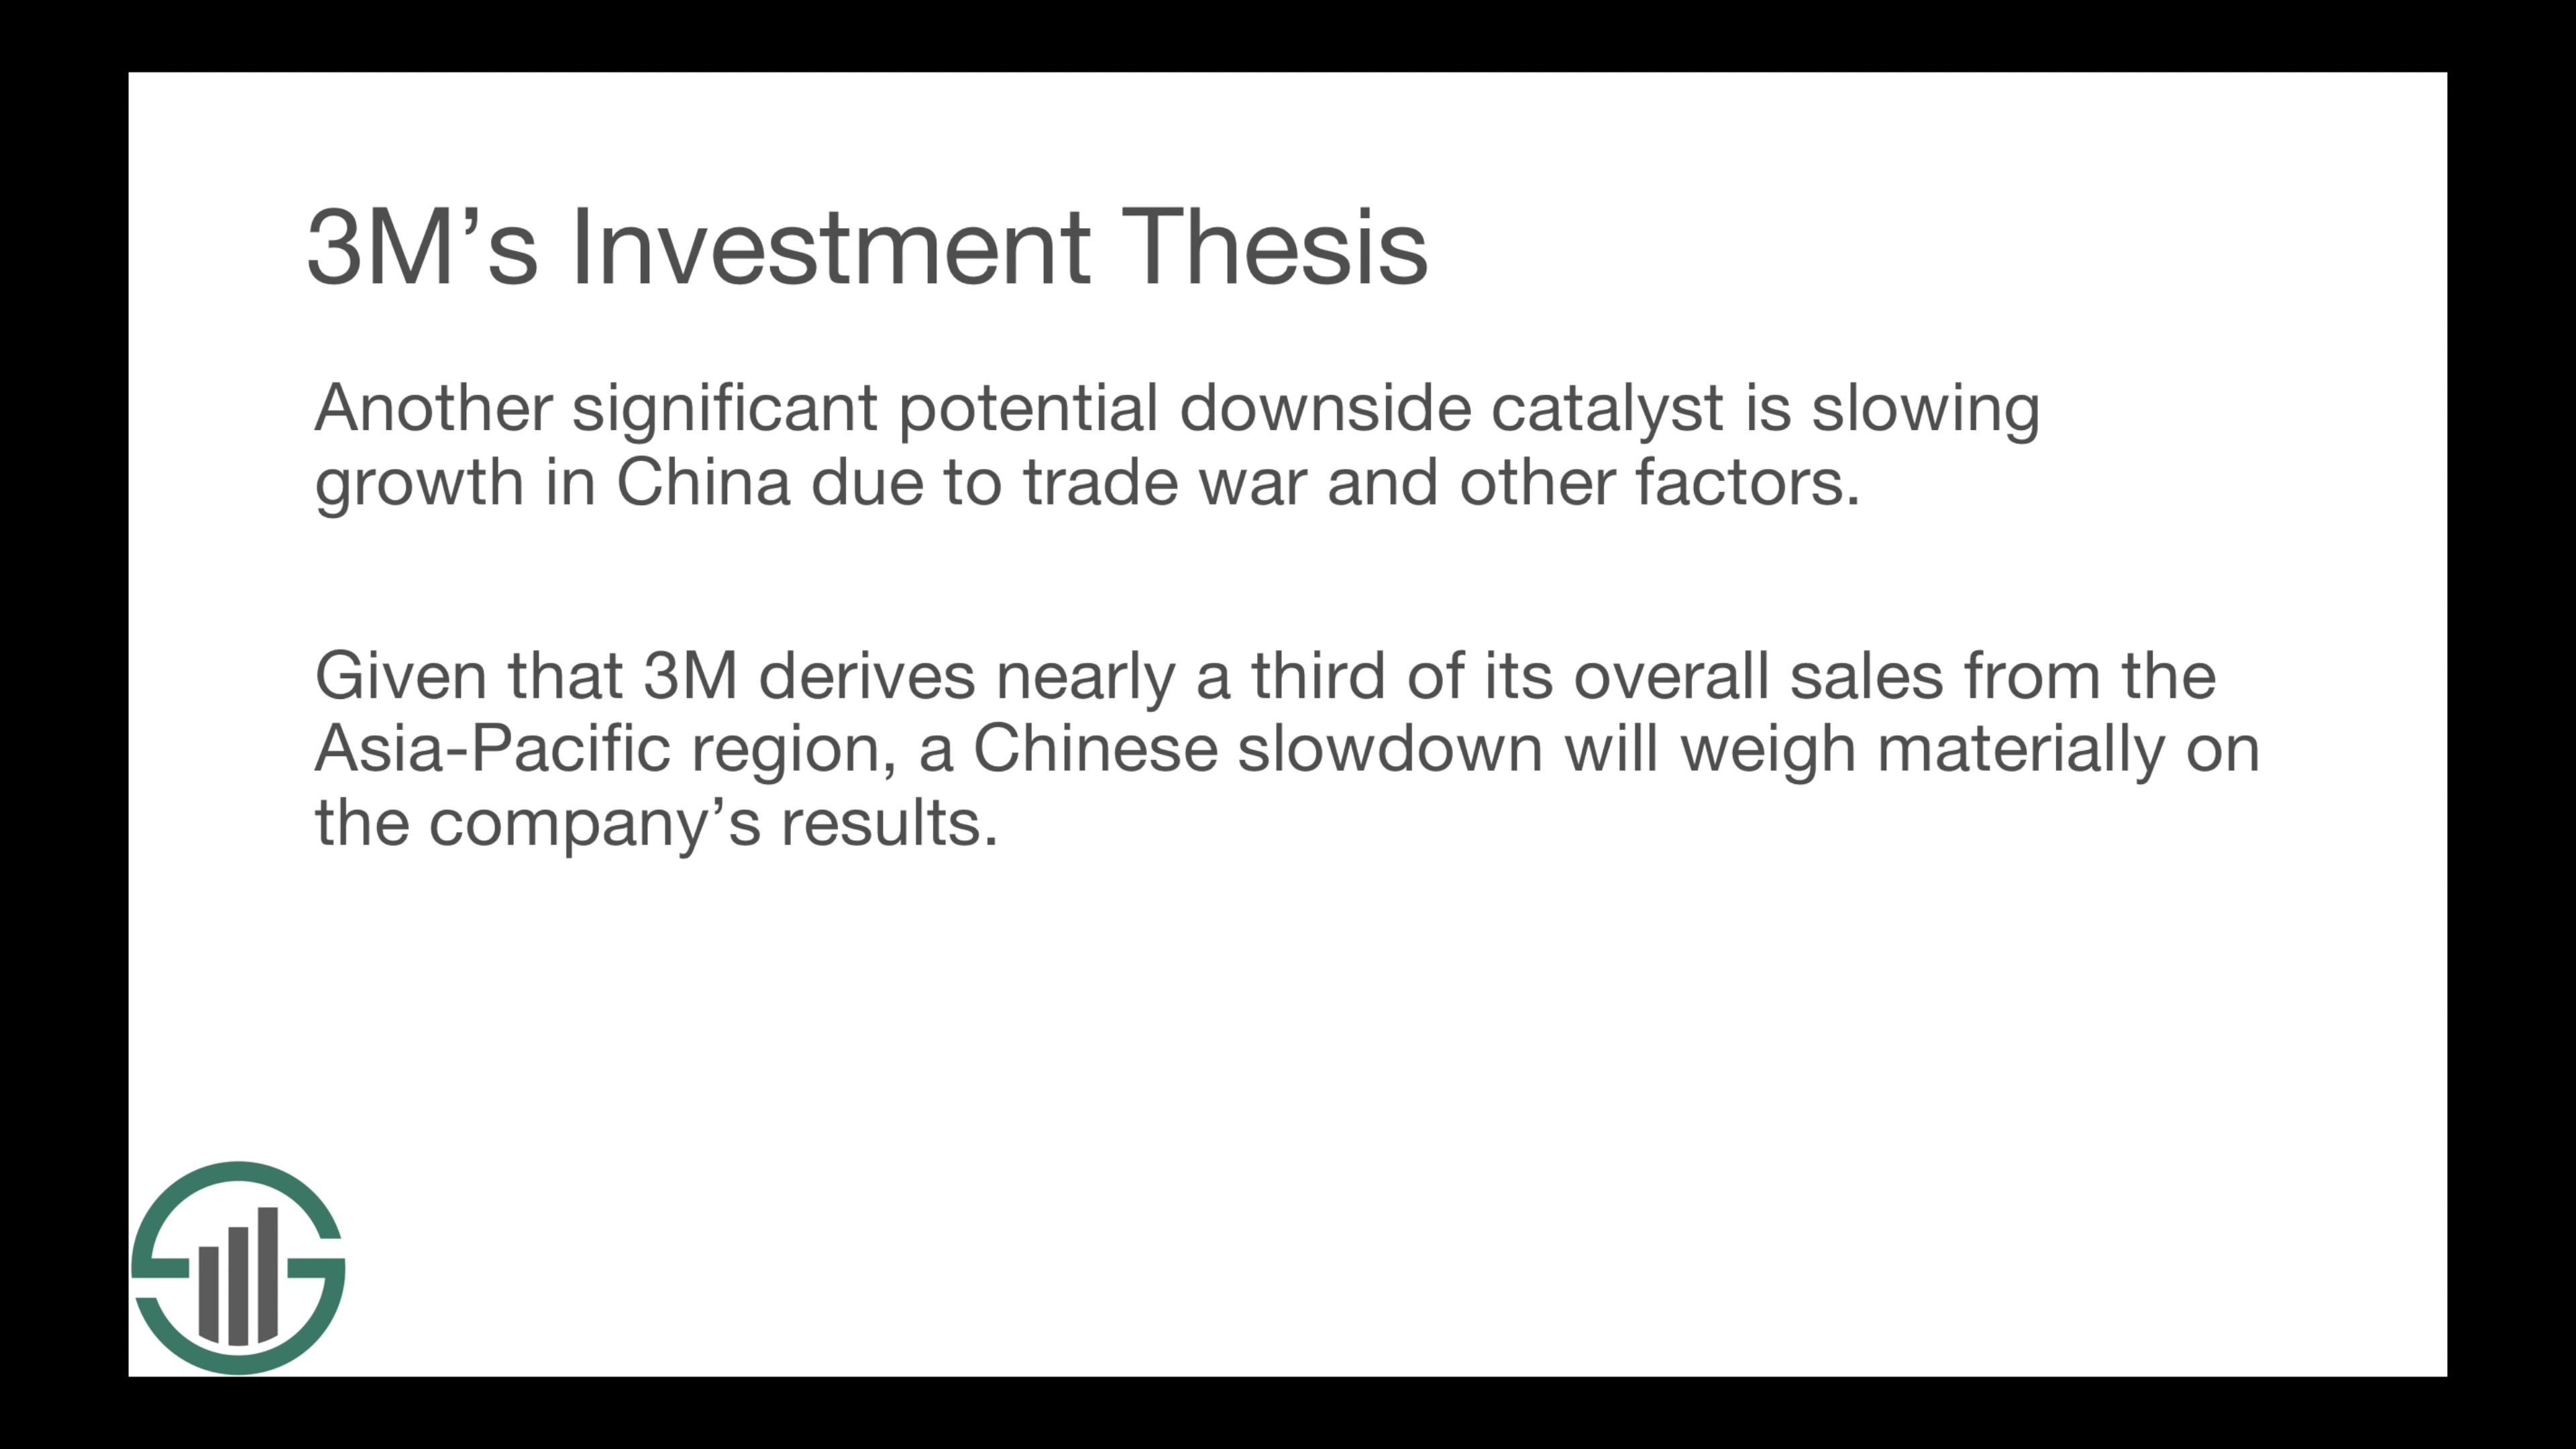 3M’s Investment Thesis
Another significant potential downside catalyst is slowing
growth in China due to trade war and other factors.
Given that 3M derives nearly a third of its overall sales from the
Asia-Pacific region, a Chinese slowdown will weigh materially on
the company’s results.